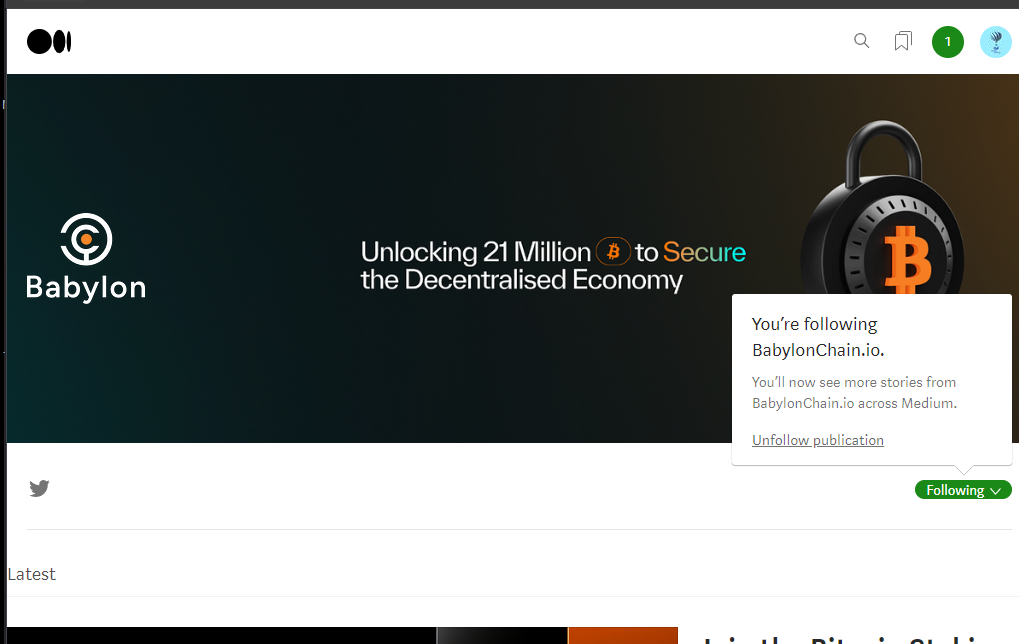 1
Babylon
Unlocking 21 Million to Secure
the Decentralised Economy
You're following
BabylonChain.io.
You'll now see more stories from
BabylonChain.io across Medium.
Unfollow publication
Following
Latest